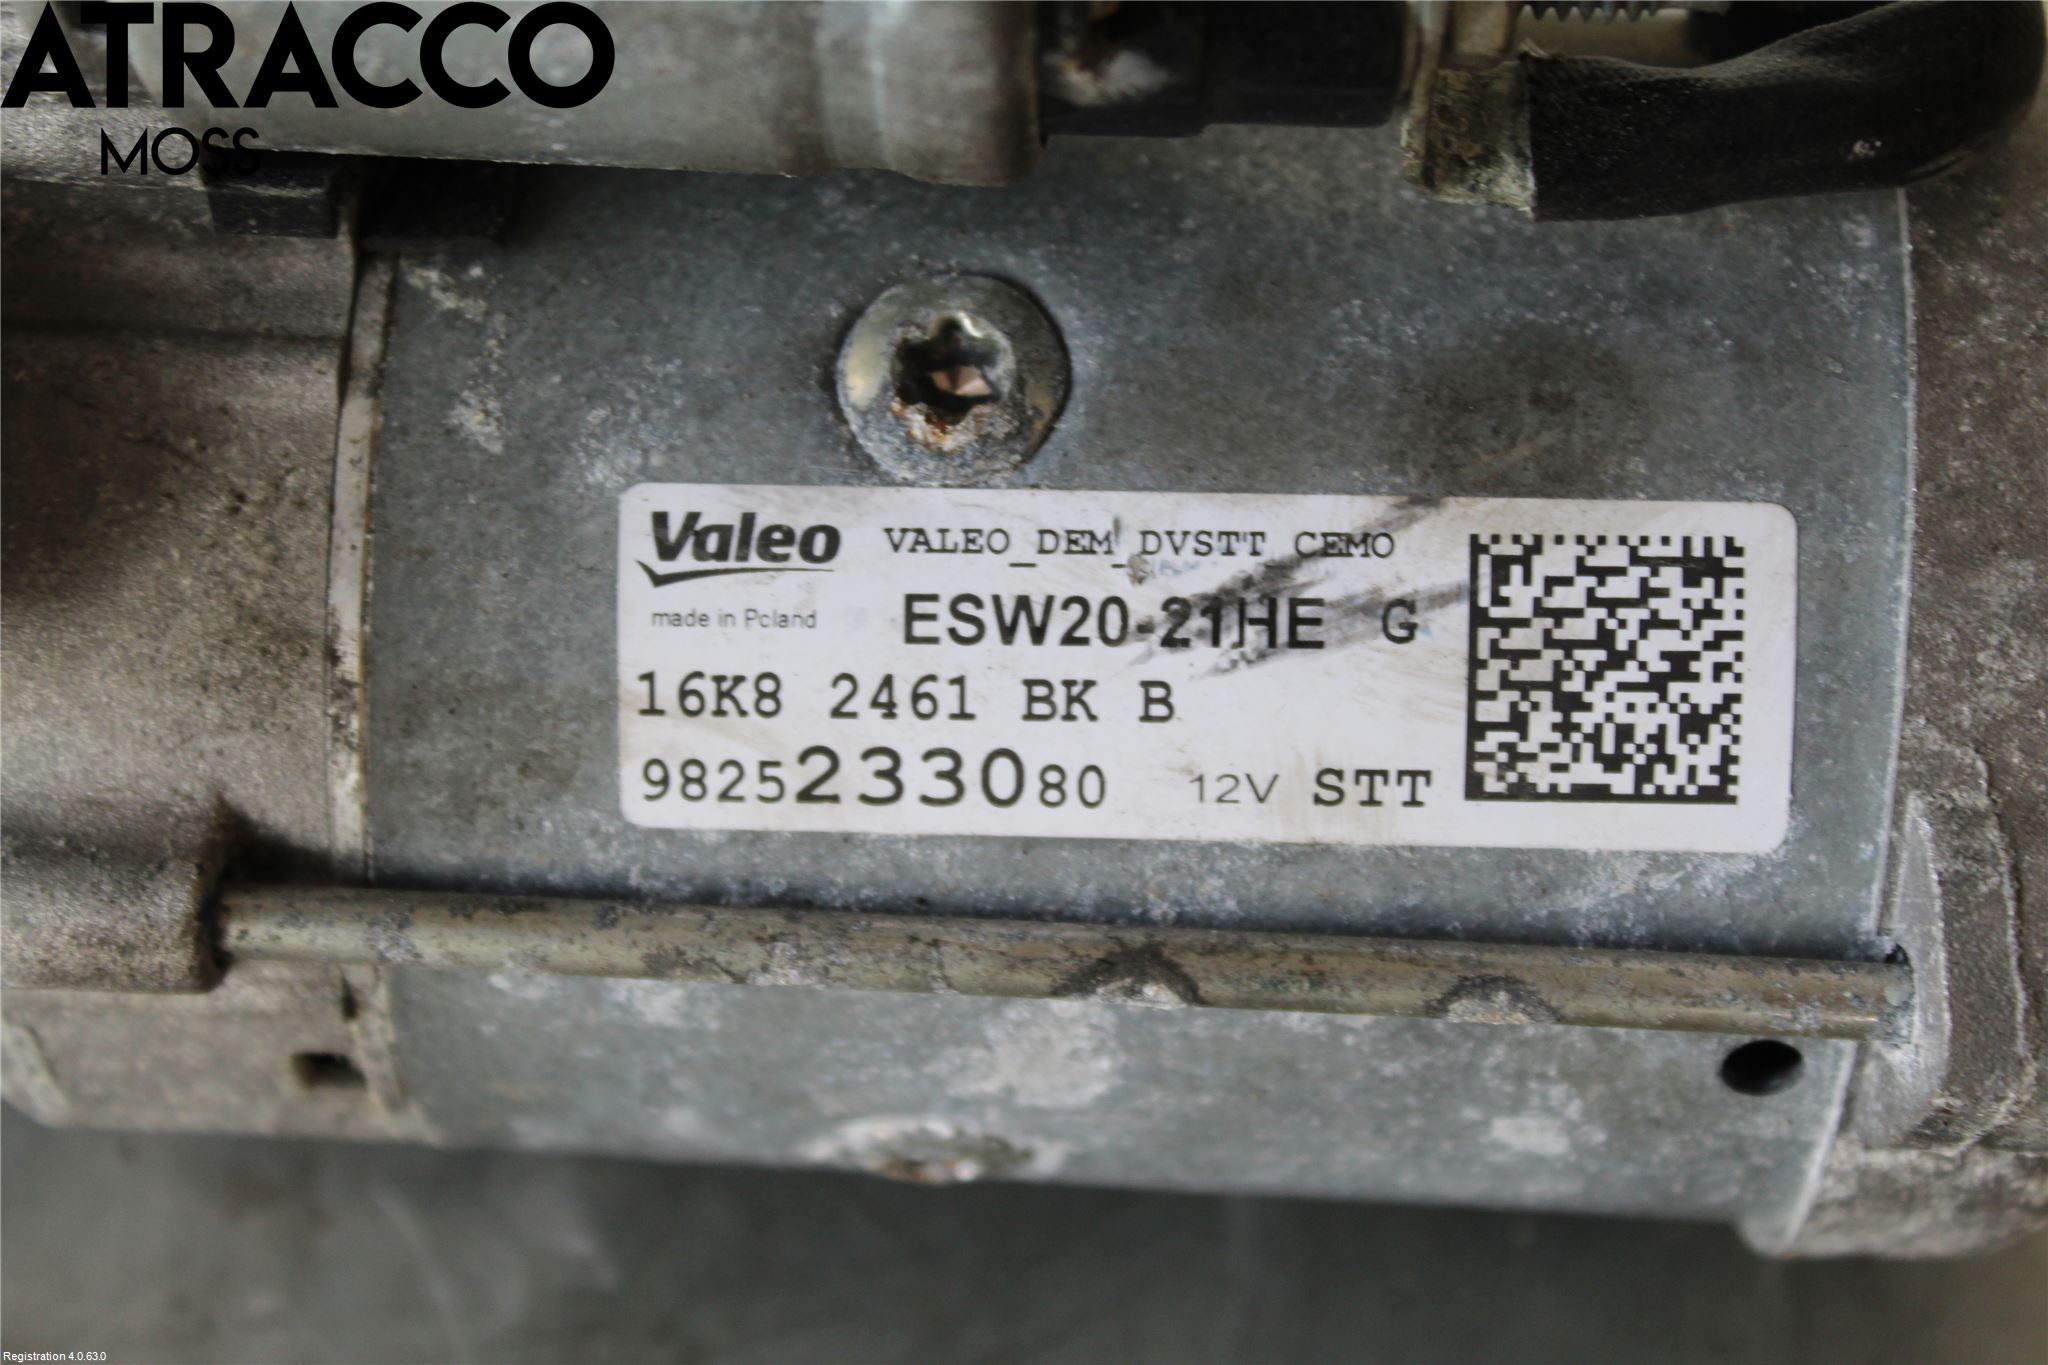 ATRACCO
MOSS
Valeo VALEO_DEM_DVSTT CEMO
made in Poland ESW20-21HE G
16K8 2461 BK B
9825233080 12V STT
Registration 4.0.63.0